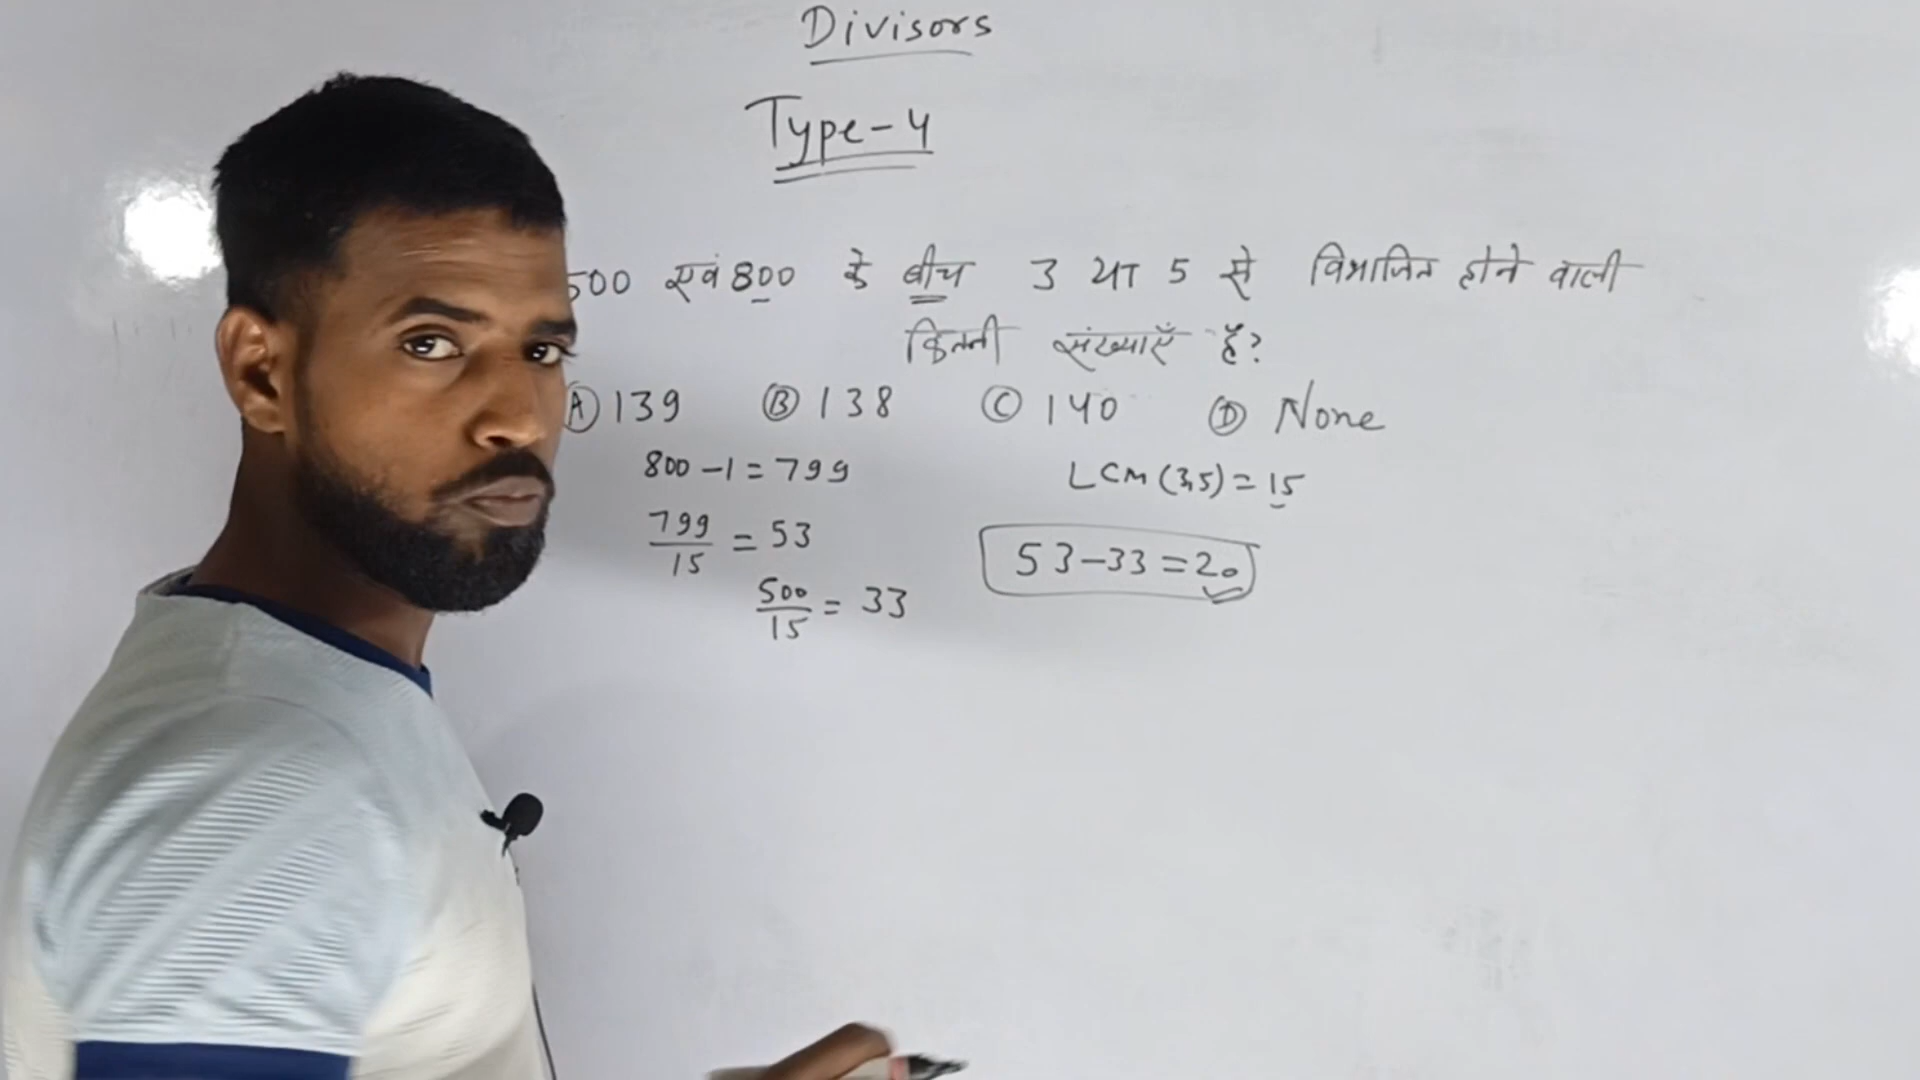 Divisors
Type-4
500 एवं 800 के बीच 3 या 5 से विभाजित होने वाली
कितनी संख्याएँ हैं?
Ⓐ 139 Ⓑ 138 Ⓒ 140 Ⓓ None
800 - 1 = 799
LCM (3,5) = 15
799/15 = 53
53 - 33 = 20
500/15 = 33